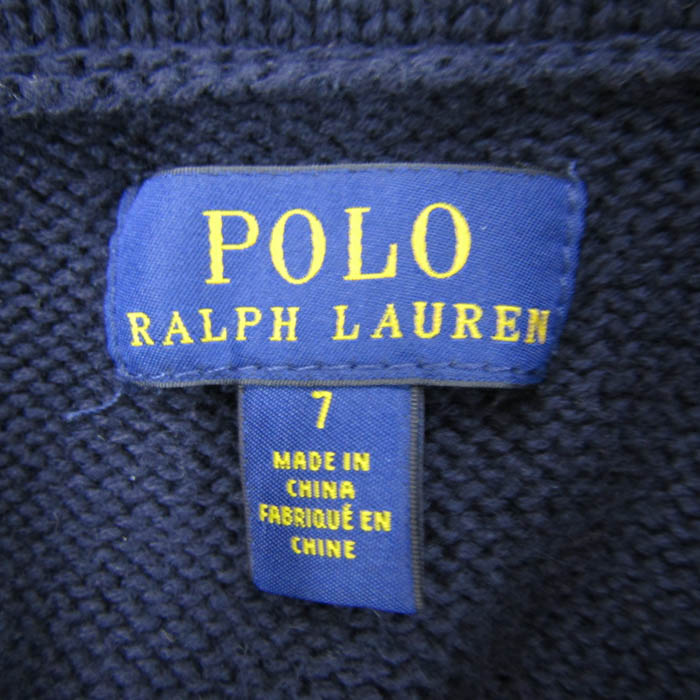 POLO
RALPH LAUREN
7
MADE IN
CHINA
FABRIQUÉ EN
CHINE